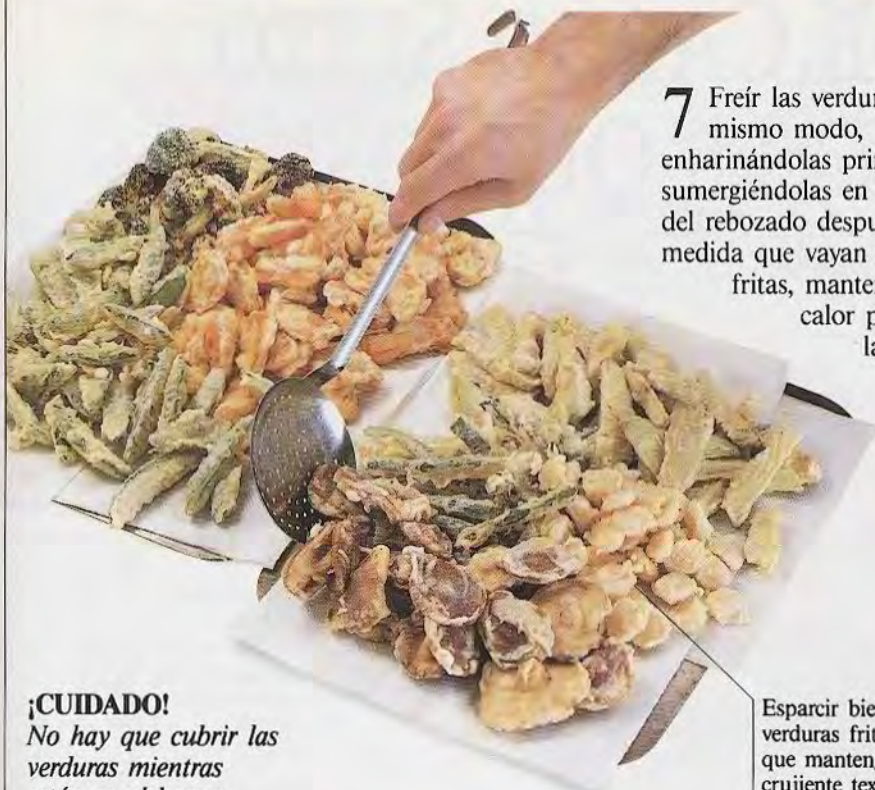 7 Freír las verdur
mismo modo,
enharinándolas pri
sumergiéndolas en
del rebozado despu
medida que vayan
fritas, mante
calor p
la
¡CUIDADO!
No hay que cubrir las
verduras mientras
Esparcir bie
verduras frit
que manteng
crujiente tex